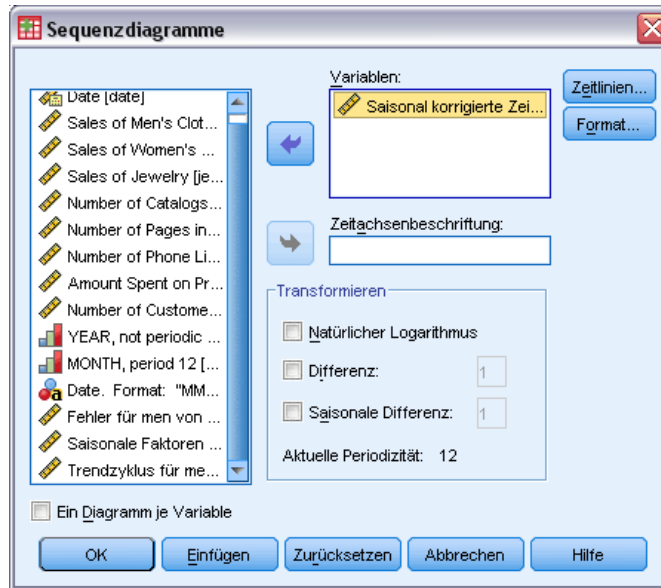 Sequenzdiagramme
Date [date]
Sales of Men's Clot...
Sales of Women's ...
Sales of Jewelry [je...
Number of Catalogs...
Number of Pages in...
Number of Phone Li...
Amount Spent on Pr...
Number of Custome...
YEAR, not periodic ...
MONTH, period 12 [...
Date. Format: "MM...
Fehler für men von ...
Saisonale Faktoren ...
Trendzyklus für me...
Variablen:
Saisonal korrigierte Zei...
Zeitlinien...
Format...
Zeitachsenbeschriftung:
Transformieren
Natürlicher Logarithmus
Differenz: 1
Saisonale Differenz: 1
Aktuelle Periodizität: 12
Ein Diagramm je Variable
OK Einfügen Zurücksetzen Abbrechen Hilfe